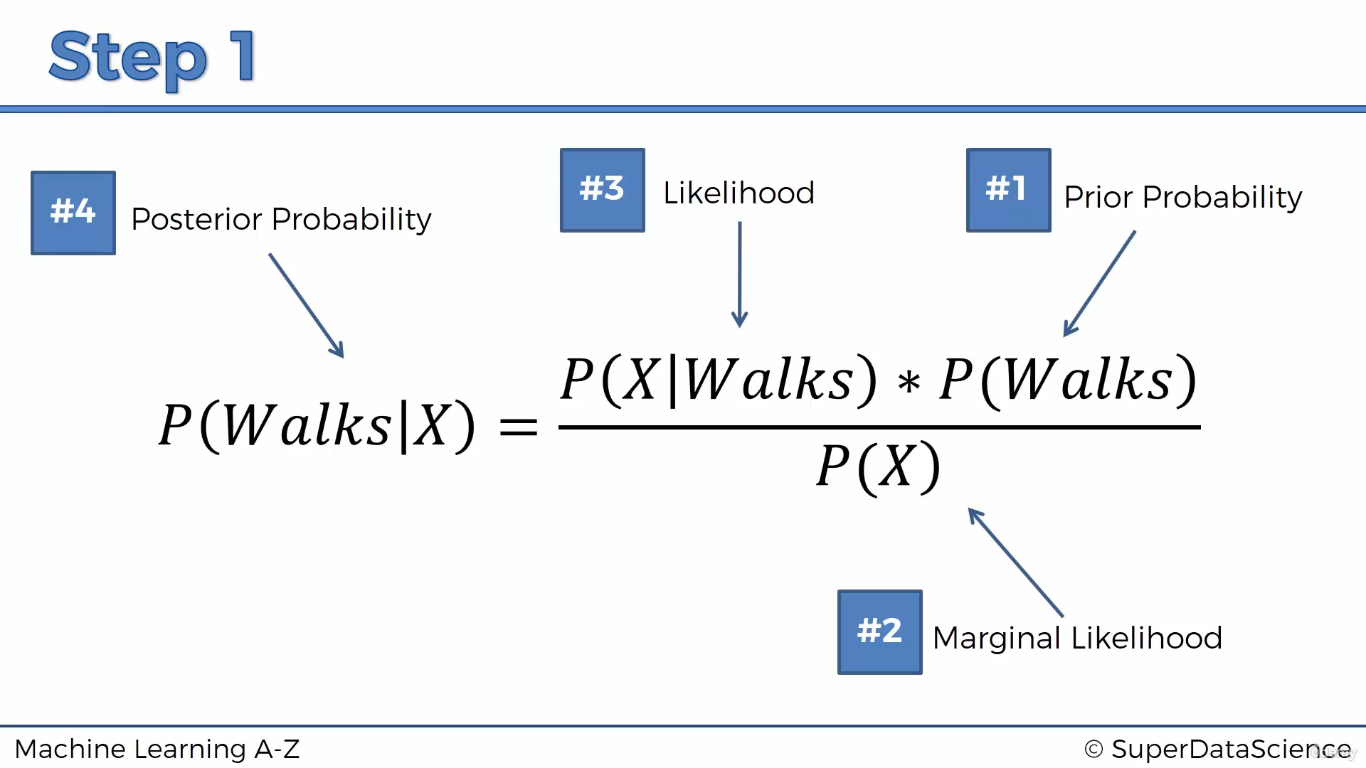 Step 1
#4 Posterior Probability
#3 Likelihood
#1 Prior Probability
P(Walks|X) = P(X|Walks) * P(Walks)
P(X)
#2 Marginal Likelihood
Machine Learning A-Z
© SuperDataScience